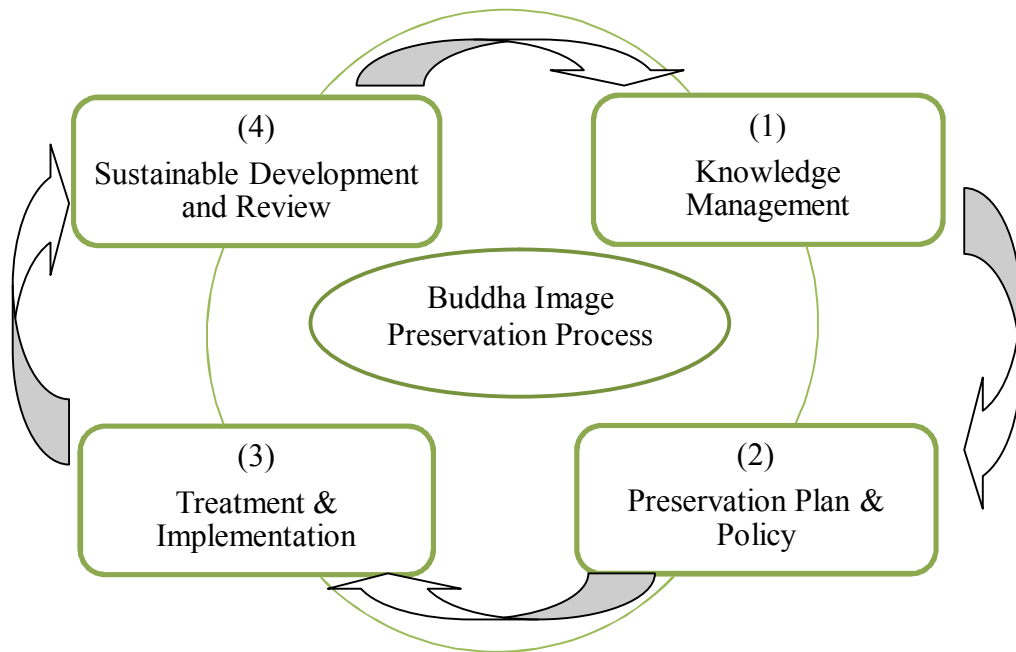 (4)
Sustainable Development
and Review
(1)
Knowledge
Management
Buddha Image
Preservation Process
(3)
Treatment &
Implementation
(2)
Preservation Plan &
Policy